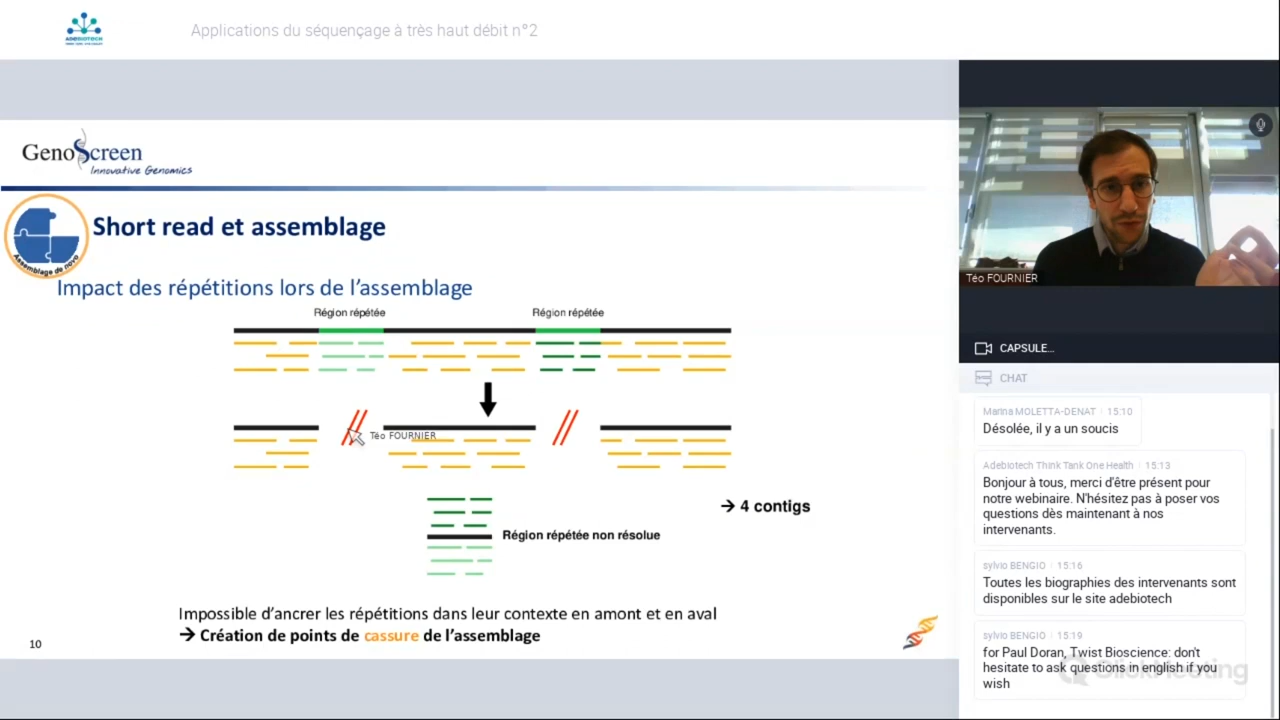 ADEBIOTECH
Applications du séquençage à très haut débit n°2
GenoScreen
Innovative Genomics
Assemblage de novo
Short read et assemblage
Impact des répétitions lors de l'assemblage
Région répétée
Région répétée
Téo FOURNIER
→ 4 contigs
Région répétée non résolue
Impossible d'ancrer les répétitions dans leur contexte en amont et en aval
→ Création de points de cassure de l'assemblage
10
Téo FOURNIER
CAPSULE...
CHAT
Marina MOLETTA-DENAT 15:10
Désolée, il y a un soucis
Adebiotech Think Tank One Health 15:13
Bonjour à tous, merci d'être présent pour
notre webinaire. N'hésitez pas à poser vos
questions dès maintenant à nos
intervenants.
sylvio BENGIO 15:16
Toutes les biographies des intervenants sont
disponibles sur le site adebiotech
sylvio BENGIO 15:19
for Paul Doran, Twist Bioscience: don't
hesitate to ask questions in english if you
wish
ClickMeeting